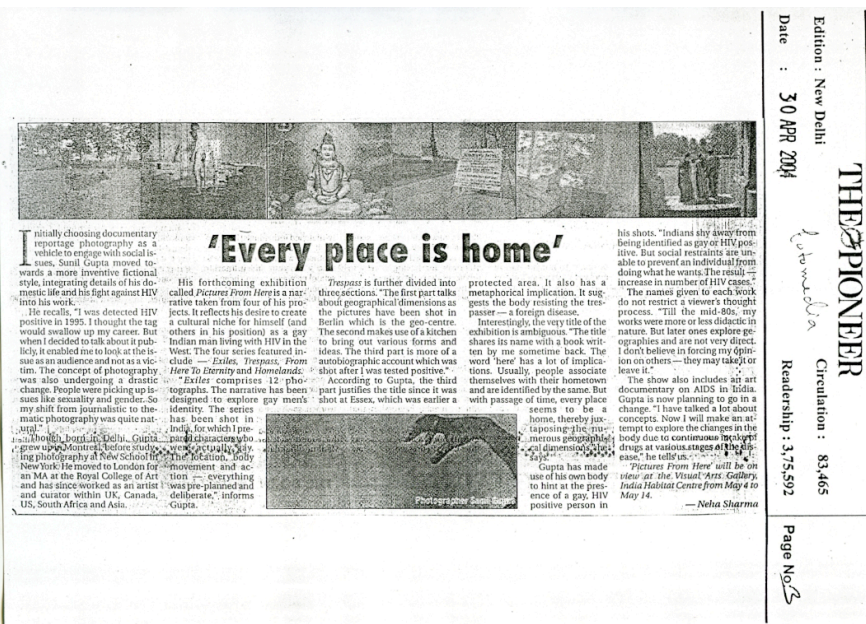 THE PIONEER
Edition : New Delhi
Circulation : 83,465
Date : 30 APR 2004
Readership : 3,75,592
Page No 3
'Every place is home'
Initially choosing documentary
reportage photography as a
vehicle to engage with social is-
sues, Sunil Gupta moved to-
wards a more inventive fictional
style, integrating details of his do-
mestic life and his fight against HIV
into his work.
He recalls, "I was detected HIV
positive in 1995. I thought the tag
would swallow up my career. But
when I decided to talk about it pub-
licly, it enabled me to look at the is-
sue as an audience and not as a vic-
tim. The concept of photography
was also undergoing a drastic
change. People were picking up is-
sues like sexuality and gender. So
my shift from journalistic to the-
matic photography was quite nat-
ural."
Though born in Delhi, Gupta
grew up in Montreal, before study-
ing photography at New School in
New York. He moved to London for
an MA at the Royal College of Art
and has since worked as an artist
and curator within UK, Canada,
US, South Africa and Asia.
His forthcoming exhibition
called Pictures From Here is a nar-
rative taken from four of his pro-
jects. It reflects his desire to create
a cultural niche for himself (and
others in his position) as a gay
Indian man living with HIV in the
West. The four series featured in-
clude — Exiles, Trespass, From
Here To Eternity and Homelands.
"Exiles comprises 12 pho-
tographs. The narrative has been
designed to explore gay men's
identity. The series
has been shot in
India, for which I pre-
pared characters who
were actually gay.
The location, body
movement and ac-
tion — everything
was pre-planned and
deliberate," informs
Gupta.
Trespass is further divided into
three sections. "The first part talks
about geographical dimensions as
the pictures have been shot in
Berlin which is the geo-centre.
The second makes use of a kitchen
to bring out various forms and
ideas. The third part is more of a
autobiographic account which was
shot after I was tested positive."
According to Gupta, the third
part justifies the title since it was
shot at Essex, which was earlier a
protected area. It also has a
metaphorical implication. It sug-
gests the body resisting the tres-
passer — a foreign disease.
Interestingly, the very title of the
exhibition is ambiguous. "The title
shares its name with a book writ-
ten by me sometime back. The
word 'here' has a lot of implica-
tions. Usually, people associate
themselves with their hometown
and are identified by the same. But
with passage of time, every place
seems to be a
home, thereby jux-
taposing the nu-
merous geographi-
cal dimensions," he
says.
Gupta has made
use of his own body
to hint at the pres-
ence of a gay, HIV
positive person in
his shots. "Indians shy away from
being identified as gay or HIV pos-
itive. But social restraints are un-
able to prevent an individual from
doing what he wants. The result —
increase in number of HIV cases."
The names given to each work
do not restrict a viewer's thought
process. "Till the mid-80s, my
works were more or less didactic in
nature. But later ones explore ge-
ographies and are not very direct.
I don't believe in forcing my opin-
ion on others — they may take it or
leave it."
The show also includes an art
documentary on AIDS in India.
Gupta is now planning to go in a
change. "I have talked a lot about
concepts. Now I will make an at-
tempt to explore the changes in the
body due to continuous intake of
drugs at various stages of the dis-
ease," he tells us.
'Pictures From Here' will be on
view at the Visual Arts Gallery,
India Habitat Centre from May 4 to
May 14.
— Neha Sharma
Photographer Sunil Gupta